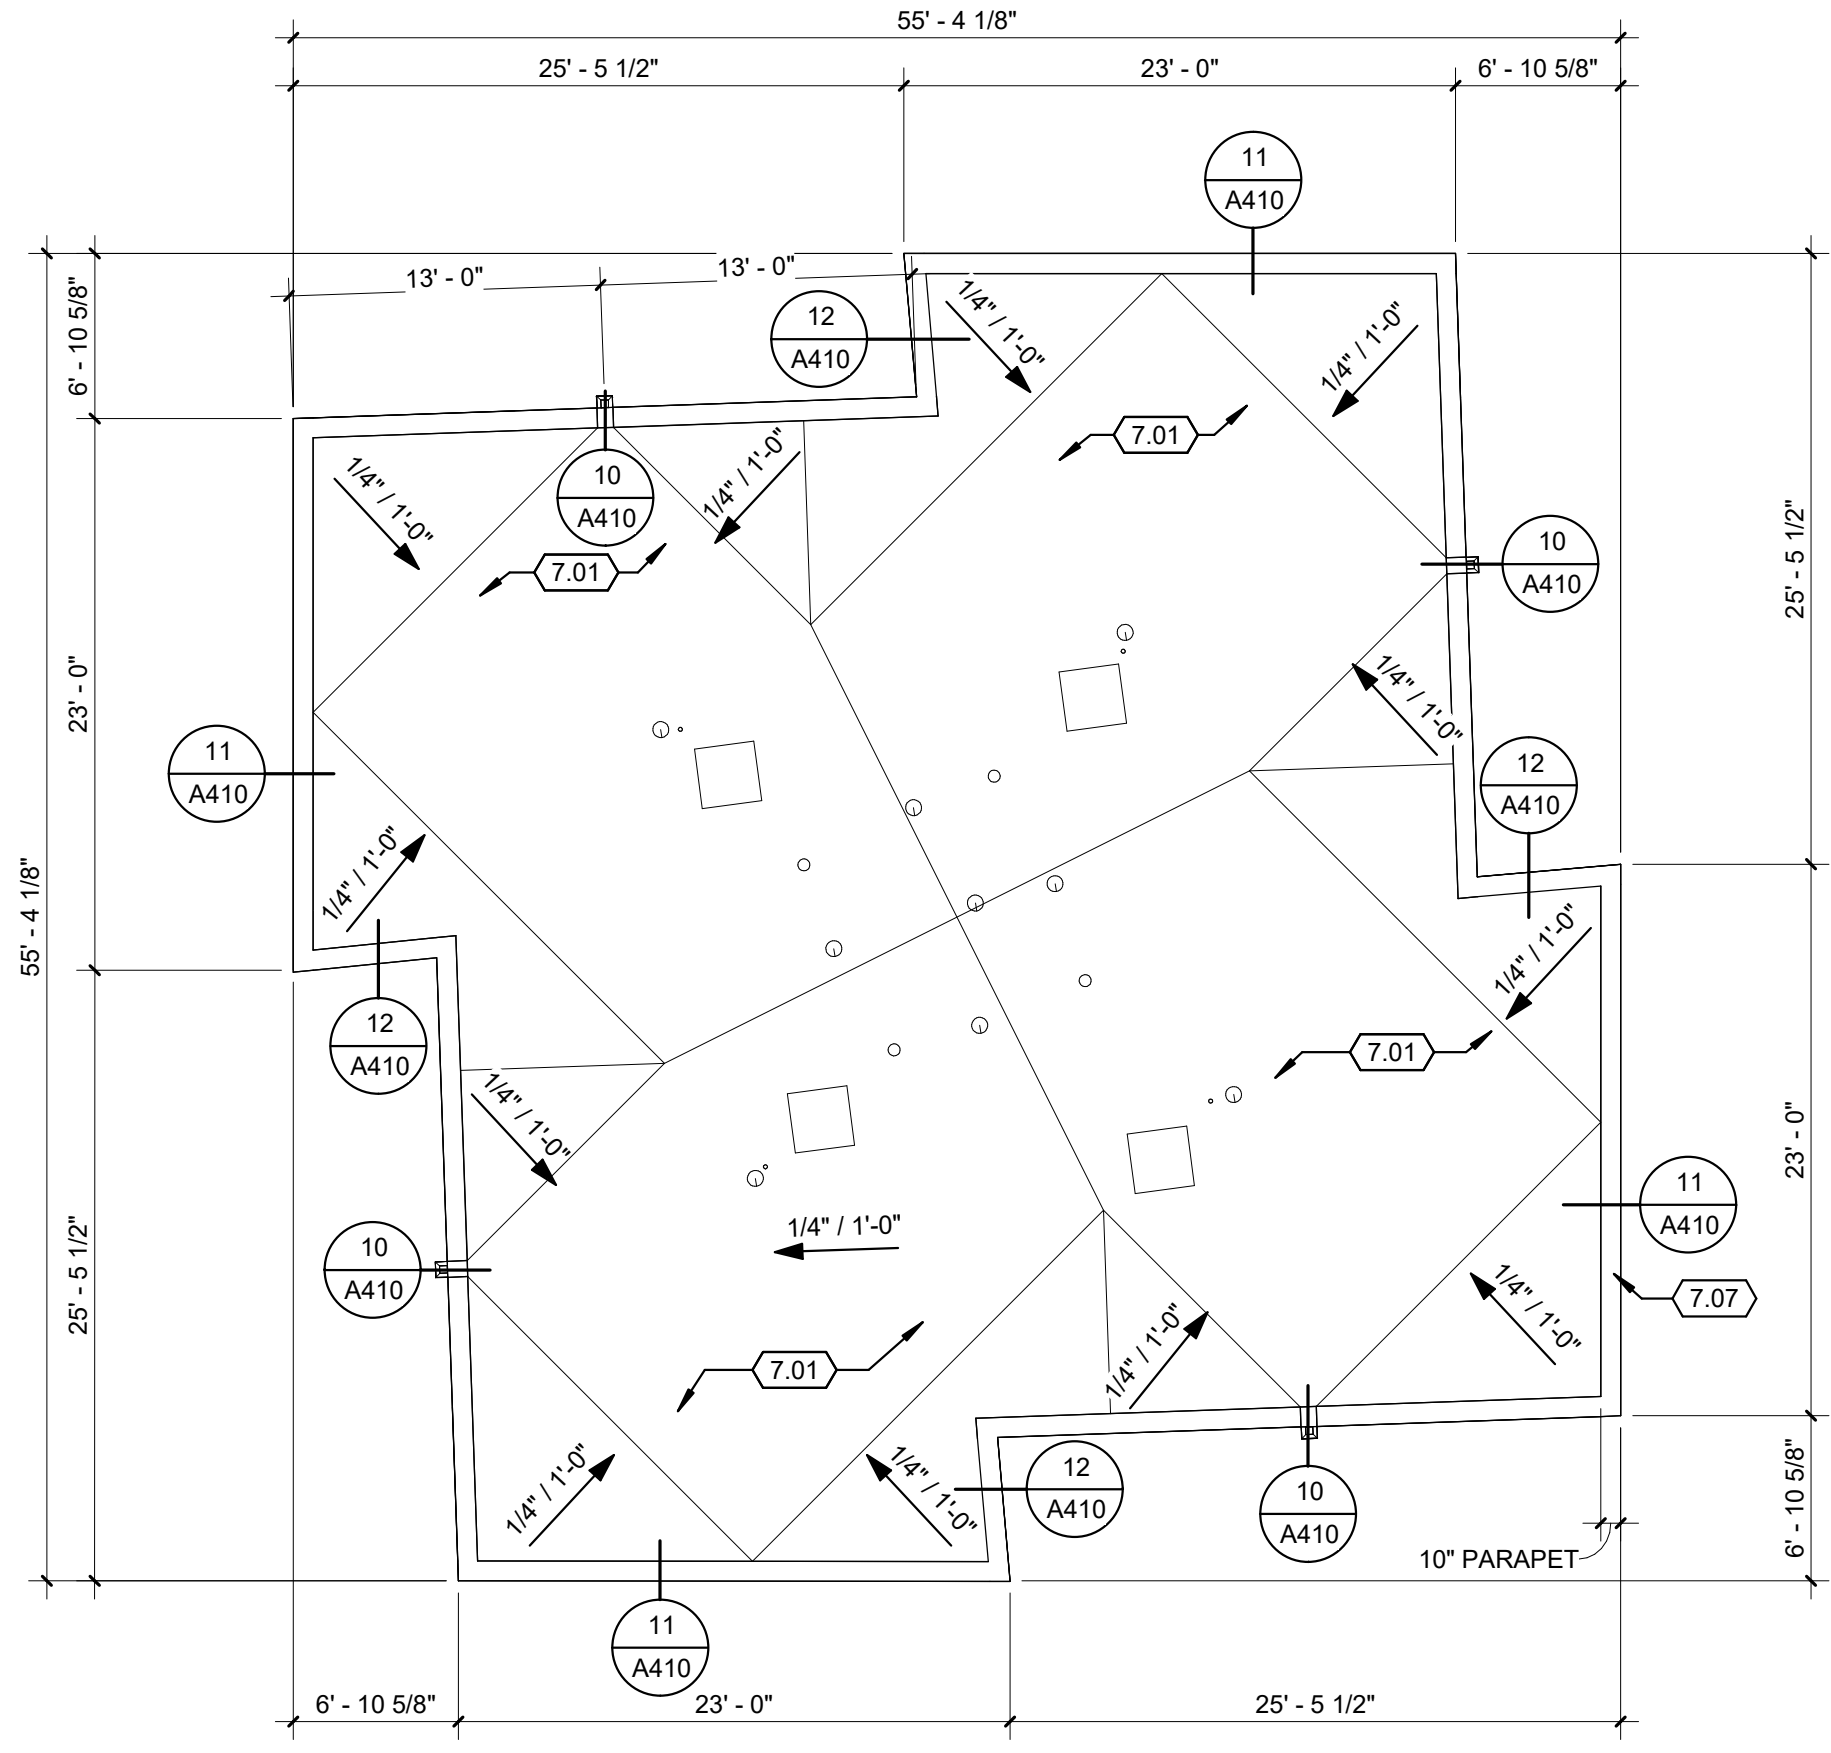 55' - 4 1/8"
25' - 5 1/2"
23' - 0"
6' - 10 5/8"
11
A410
6' - 10 5/8"
13' - 0"
13' - 0"
12
A410
1/4" / 1'-0"
1/4" / 1'-0"
7.01
1/4" / 1'-0"
1/4" / 1'-0"
10
A410
7.01
10
A410
25' - 5 1/2"
23' - 0"
1/4" / 1'-0"
11
A410
12
A410
55' - 4 1/8"
1/4" / 1'-0"
1/4" / 1'-0"
12
A410
7.01
1/4" / 1'-0"
23' - 0"
11
A410
10
A410
25' - 5 1/2"
1/4" / 1'-0"
7.07
1/4" / 1'-0"
1/4" / 1'-0"
7.01
12
A410
10
A410
1/4" / 1'-0"
1/4" / 1'-0"
6' - 10 5/8"
10" PARAPET
11
A410
6' - 10 5/8"
23' - 0"
25' - 5 1/2"